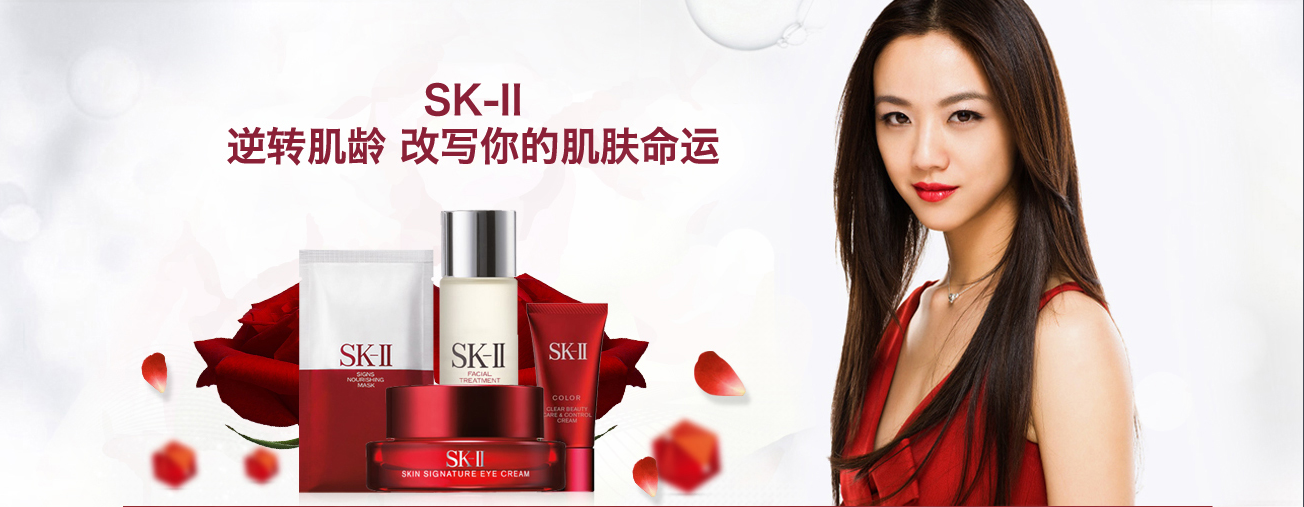 SK-II
逆转肌龄 改写你的肌肤命运
SK-II
SIGNS
NOURISHING
MASK
SK-II
FACIAL
TREATMENT
SK-II
COLOR
CLEAR BEAUTY
CARE & CONTROL
CREAM
SK-II
SKIN SIGNATURE EYE CREAM